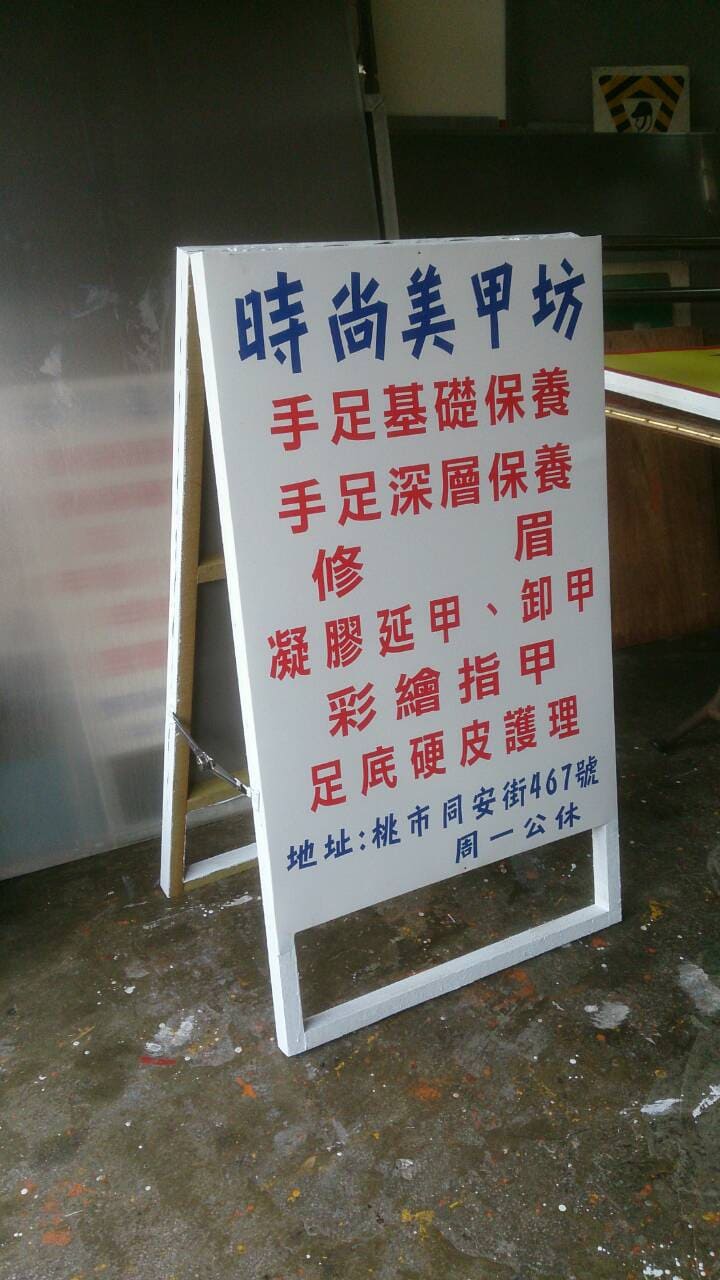 時尚美甲坊
手足基礎保養
手足深層保養
修 眉
凝膠延甲、卸甲
彩繪指甲
足底硬皮護理
地址:桃市同安街467號
周一公休